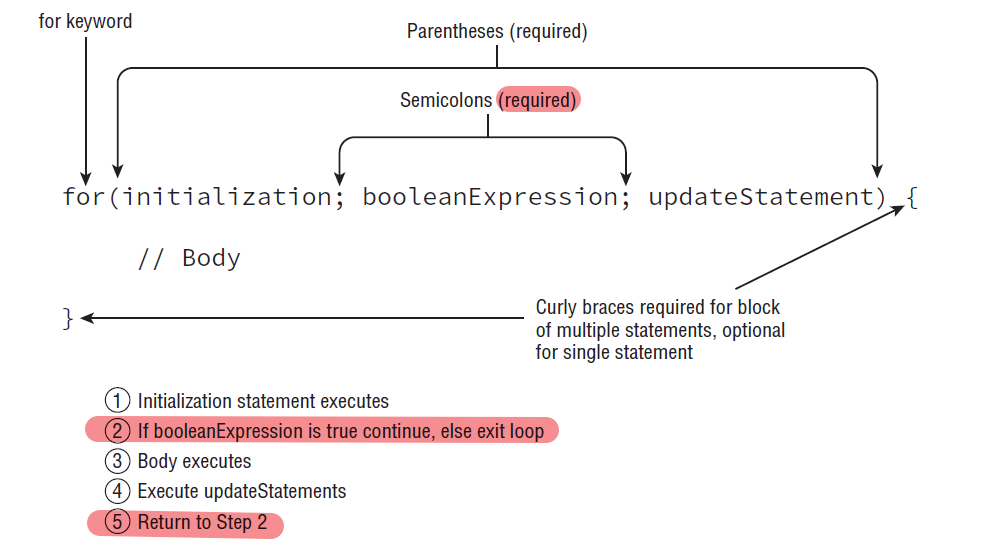 for keyword
Parentheses (required)
Semicolons (required)
for(initialization; booleanExpression; updateStatement) {
// Body
}
Curly braces required for block
of multiple statements, optional
for single statement
1 Initialization statement executes
2 If booleanExpression is true continue, else exit loop
3 Body executes
4 Execute updateStatements
5 Return to Step 2